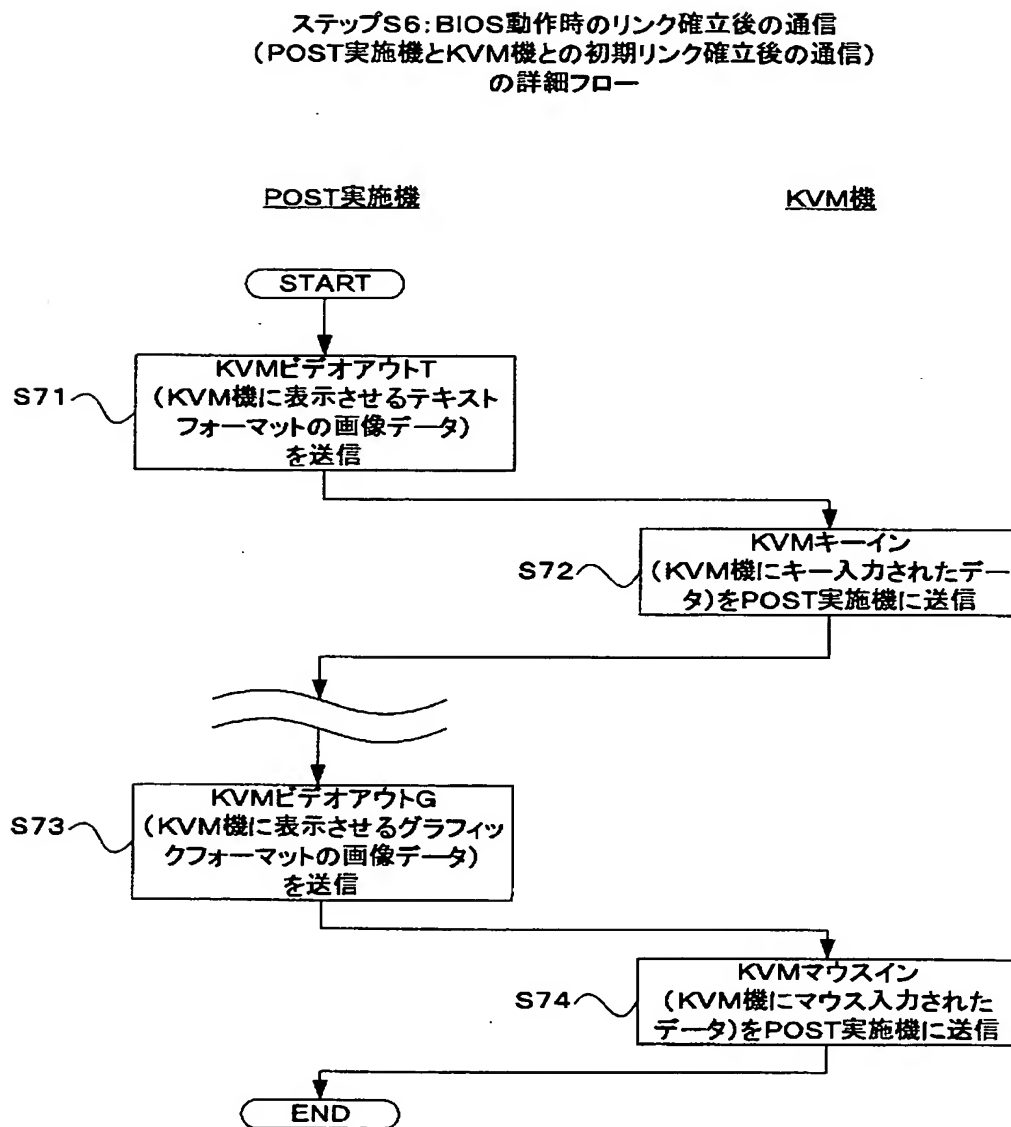 ステップS6:BIOS動作時のリンク確立後の通信
(POST実施機とKVM機との初期リンク確立後の通信)
の詳細フロー
POST実施機
KVM機
START
S71
KVMビデオアウトT
(KVM機に表示させるテキスト
フォーマットの画像データ)
を送信
S72
KVMキーイン
(KVM機にキー入力されたデー
タ)をPOST実施機に送信
S73
KVMビデオアウトG
(KVM機に表示させるグラフィッ
クフォーマットの画像データ)
を送信
S74
KVMマウスイン
(KVM機にマウス入力された
データ)をPOST実施機に送信
END